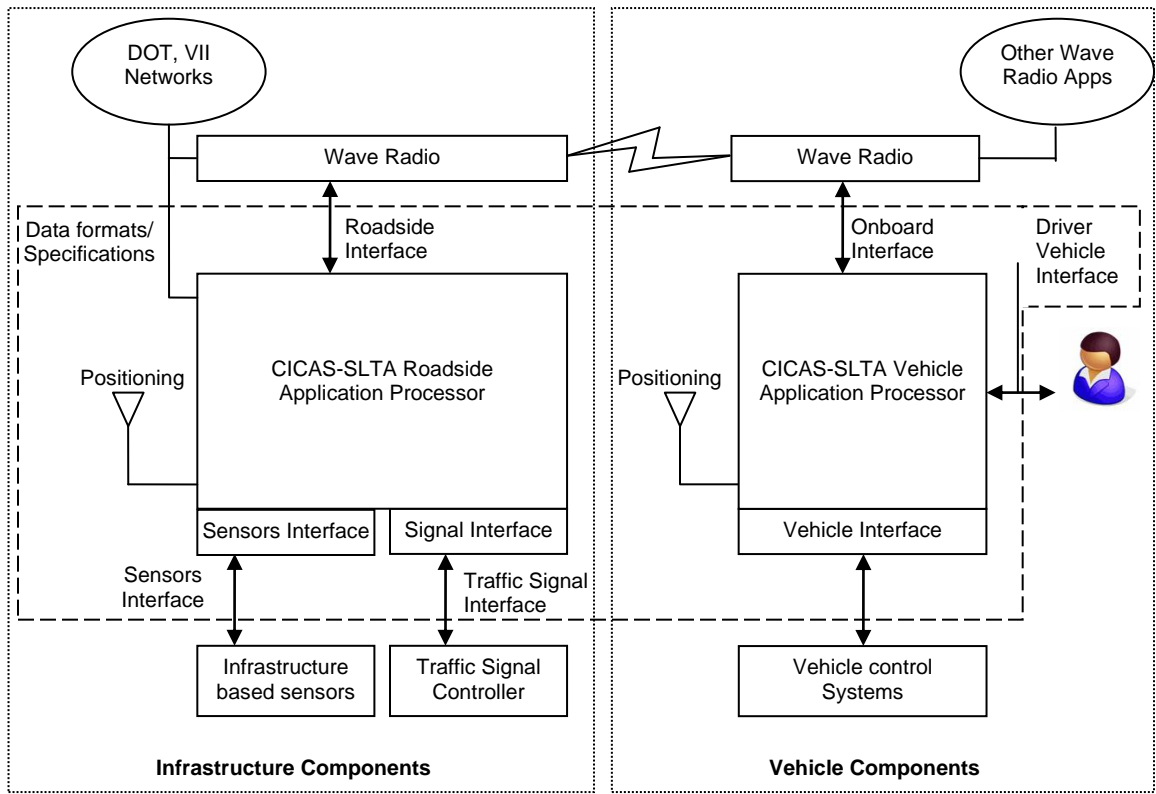 DOT, VII
Networks
Other Wave
Radio Apps
Wave Radio
Wave Radio
Data formats/
Specifications
Roadside
Interface
Onboard
Interface
Driver
Vehicle
Interface
Positioning
CICAS-SLTA Roadside
Application Processor
Positioning
CICAS-SLTA Vehicle
Application Processor
Sensors Interface
Signal Interface
Vehicle Interface
Sensors
Interface
Traffic Signal
Interface
Infrastructure
based sensors
Traffic Signal
Controller
Vehicle control
Systems
Infrastructure Components
Vehicle Components